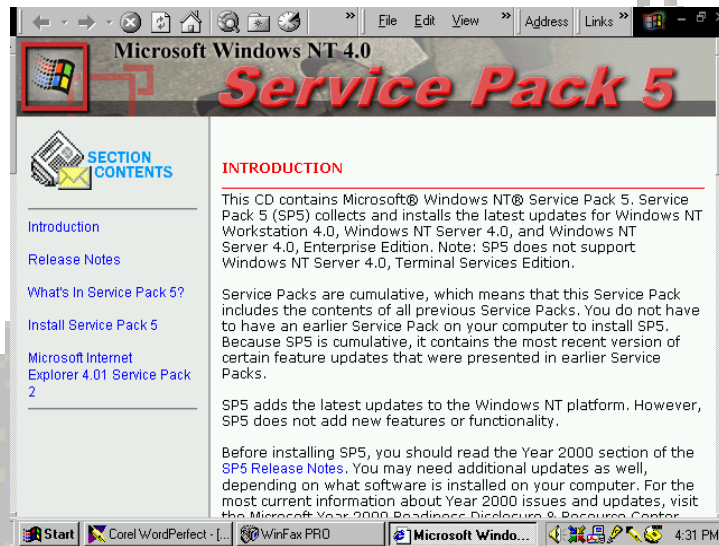 File Edit View » Address Links »
Microsoft Windows NT 4.0
Service Pack 5
SECTION
CONTENTS
Introduction
Release Notes
What's In Service Pack 5?
Install Service Pack 5
Microsoft Internet
Explorer 4.01 Service Pack
2
INTRODUCTION
This CD contains Microsoft® Windows NT® Service Pack 5. Service
Pack 5 (SP5) collects and installs the latest updates for Windows NT
Workstation 4.0, Windows NT Server 4.0, and Windows NT
Server 4.0, Enterprise Edition. Note: SP5 does not support
Windows NT Server 4.0, Terminal Services Edition.
Service Packs are cumulative, which means that this Service Pack
includes the contents of all previous Service Packs. You do not have
to have an earlier Service Pack on your computer to install SP5.
Because SP5 is cumulative, it contains the most recent version of
certain feature updates that were presented in earlier Service
Packs.
SP5 adds the latest updates to the Windows NT platform. However,
SP5 does not add new features or functionality.
Before installing SP5, you should read the Year 2000 section of the
SP5 Release Notes. You may need additional updates as well,
depending on what software is installed on your computer. For the
most current information about Year 2000 issues and updates, visit
the Microsoft Year 2000 Readiness Disclosure & Resource Center
Start Corel WordPerfect - [... WinFax PRO Microsoft Windo... 4:31 PM